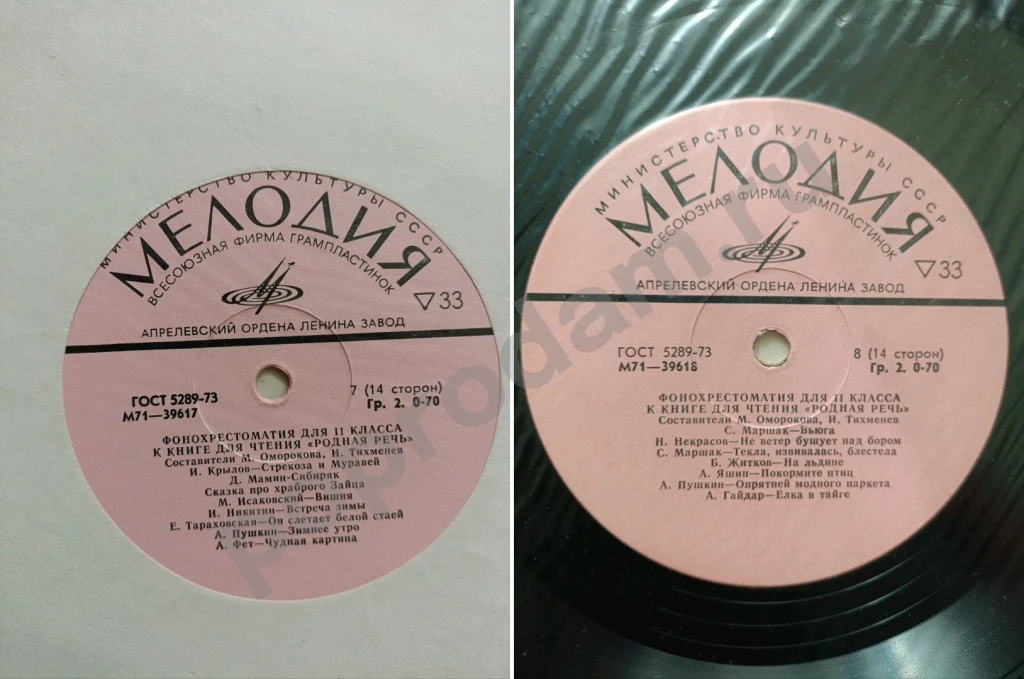 МИНИСТЕРСТВО КУЛЬТУРЫ СССР
МЕЛОДИЯ
ВСЕСОЮЗНАЯ ФИРМА ГРАМПЛАСТИНОК
▽33
АПРЕЛЕВСКИЙ ОРДЕНА ЛЕНИНА ЗАВОД
ГОСТ 5289-73
М71—39617
7 (14 сторон)
Гр. 2. 0-70
ФОНОХРЕСТОМАТИЯ ДЛЯ II КЛАССА
К КНИГЕ ДЛЯ ЧТЕНИЯ «РОДНАЯ РЕЧЬ»
Составители М. Оморокова, И. Тихменев
И. Крылов—Стрекоза и Муравей
Д. Мамин-Сибиряк
Сказка про храброго Зайца
М. Исаковский—Вишня
И. Никитин—Встреча зимы
Е. Тараховская—Он слетает белой стаей
А. Пушкин—Зимнее утро
А. Фет—Чудная картина
МИНИСТЕРСТВО КУЛЬТУРЫ СССР
МЕЛОДИЯ
ВСЕСОЮЗНАЯ ФИРМА ГРАМПЛАСТИНОК
▽33
АПРЕЛЕВСКИЙ ОРДЕНА ЛЕНИНА ЗАВОД
ГОСТ 5289-73
М71—39618
8 (14 сторон)
Гр. 2. 0-70
ФОНОХРЕСТОМАТИЯ ДЛЯ II КЛАССА
К КНИГЕ ДЛЯ ЧТЕНИЯ «РОДНАЯ РЕЧЬ»
Составители М. Оморокова, И. Тихменев
С. Маршак—Вьюга
Н. Некрасов—Не ветер бушует над бором
С. Маршак—Текла, извивалась, блестела
Б. Житков—На льдине
А. Яшин—Покормите птиц
А. Пушкин—Опрятней модного паркета
А. Гайдар—Елка в тайге